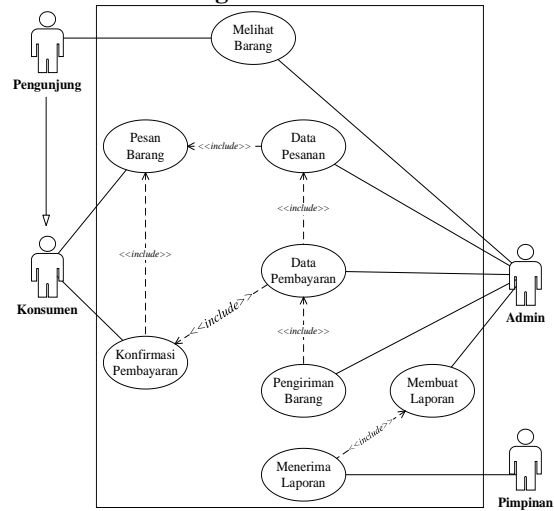 Melihat
Barang
Pengunjung
Pesan
Barang
<<include>>
Data
Pesanan
<<include>>
<<include>>
Konsumen
Data
Pembayaran
Admin
<<include>>
<<include>>
Konfirmasi
Pembayaran
Pengiriman
Barang
Membuat
Laporan
<<include>>
Menerima
Laporan
Pimpinan